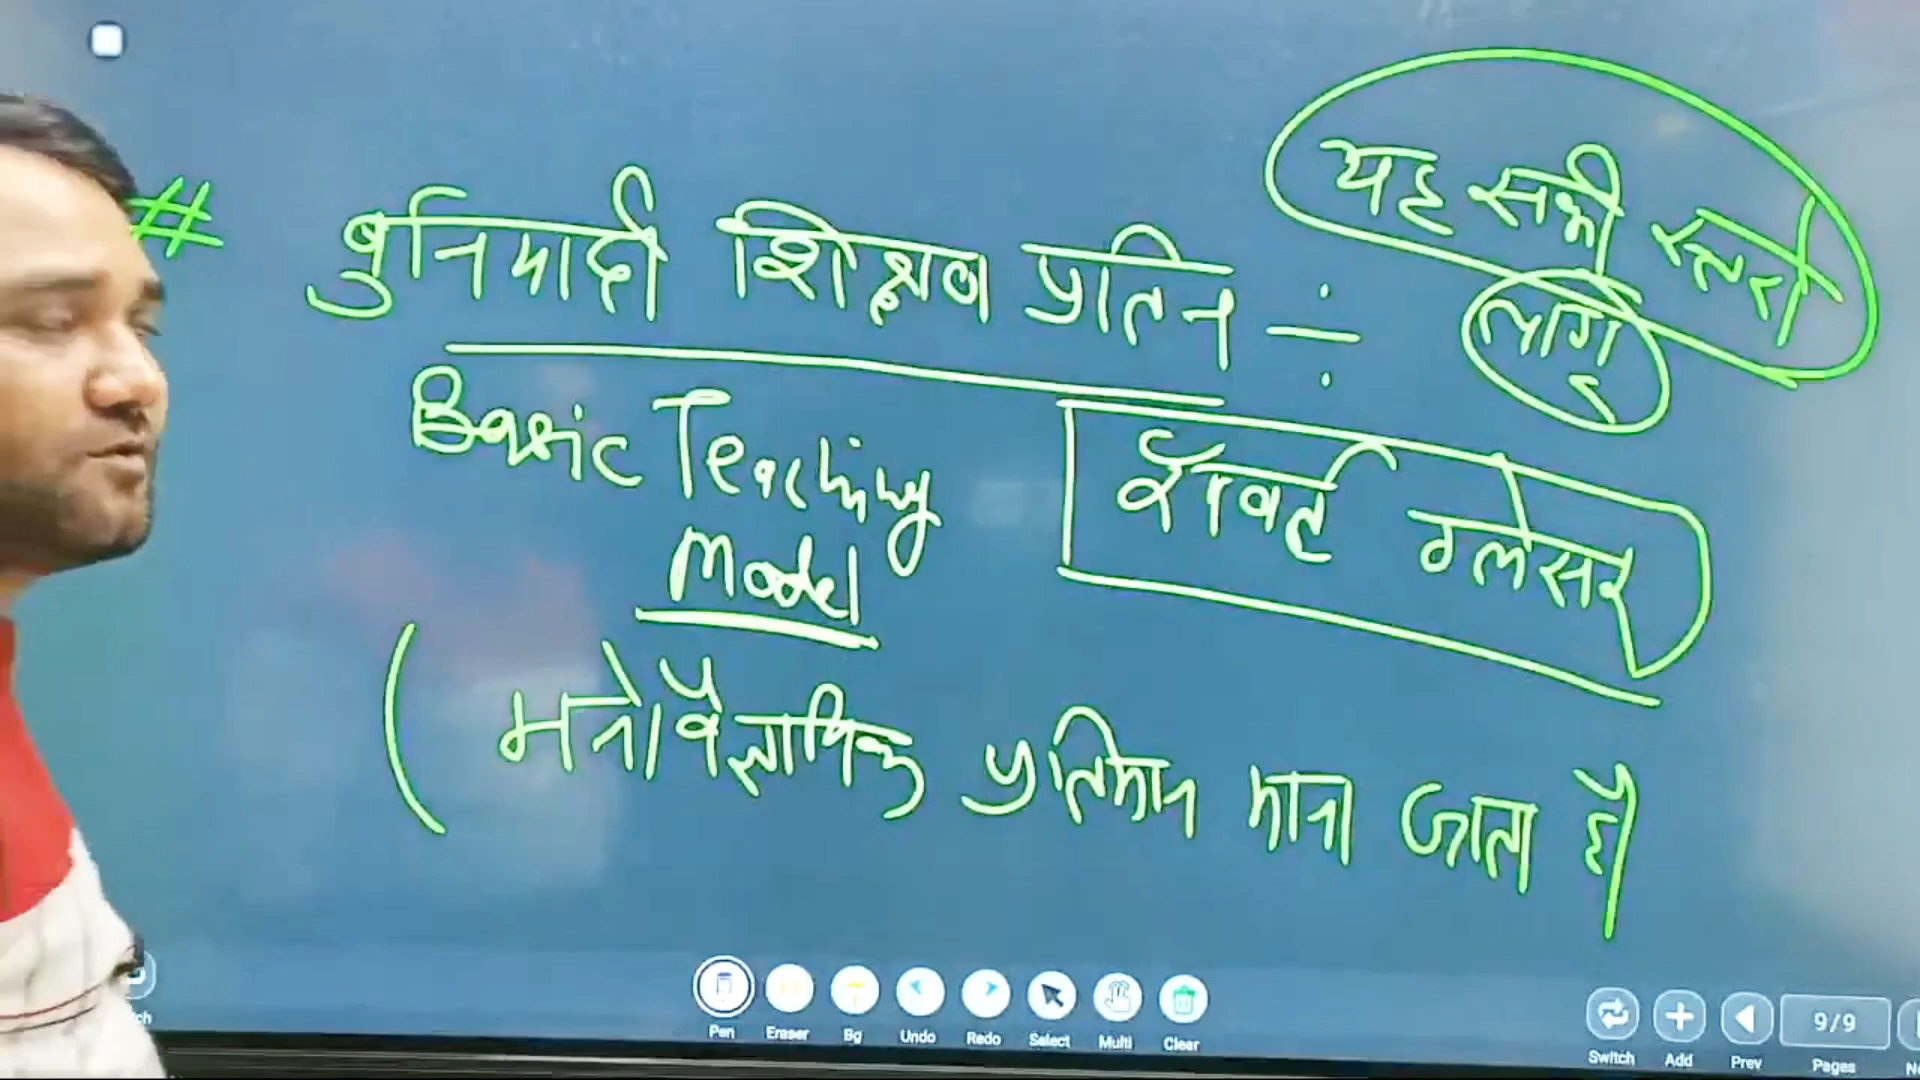 # बुनियादी शिक्षण प्रतिन ÷
यह सभी स्तरों
लागू
Basic Teaching
Model
रॉबर्ट ग्लेसर
( मनोवैज्ञानिक प्रतिमान माना जाता है।
Pen Eraser Bg Undo Redo Select Multi Clear
Switch Add Prev 9/9 Pages